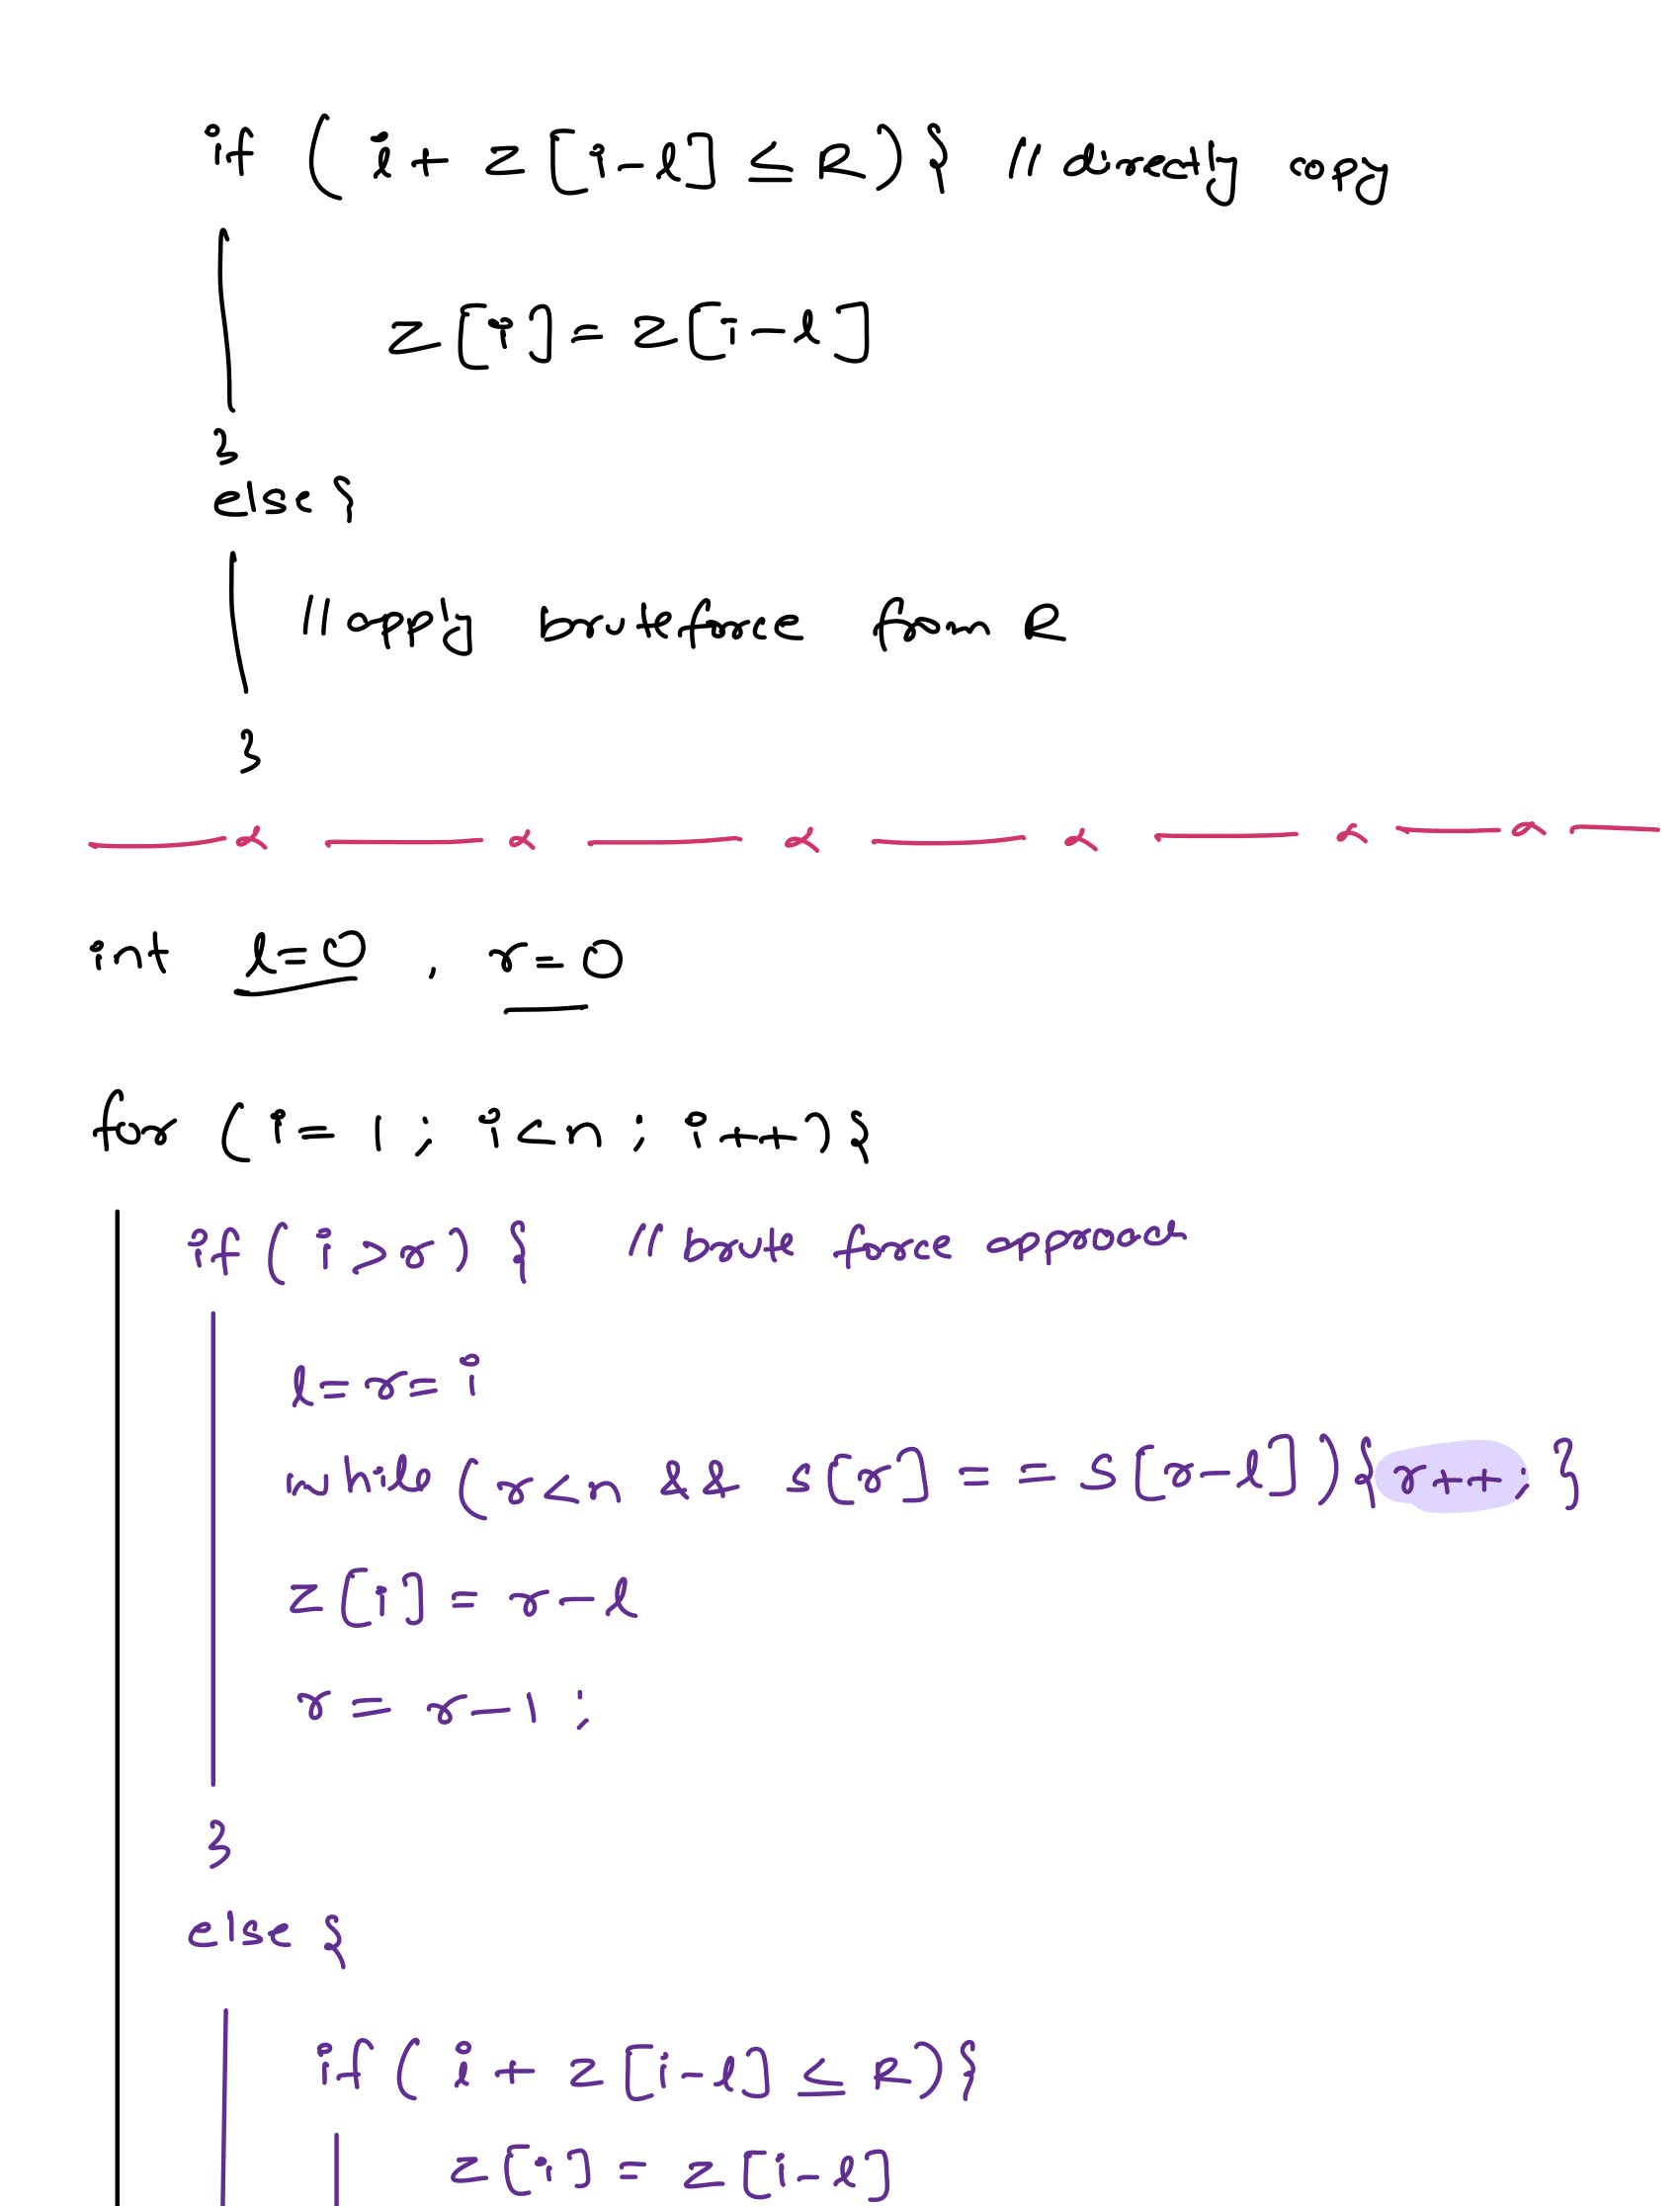 if ( i + z [i-l] ≤ R) { // directly copy
z[i] = z[i-l]
}
else {
// apply bruteforce from R
}
int l=0 , r=0
for ( i= 1 ; i<n ; i++){
if ( i >r ) { // brute force approac
l= r= i
while (r<n && s[r] == s[r-l]){ r++; }
z[i] = r-l
r = r-1 ;
}
else {
if ( i + z [i-l] ≤ R){
z[i] = z[i-l]